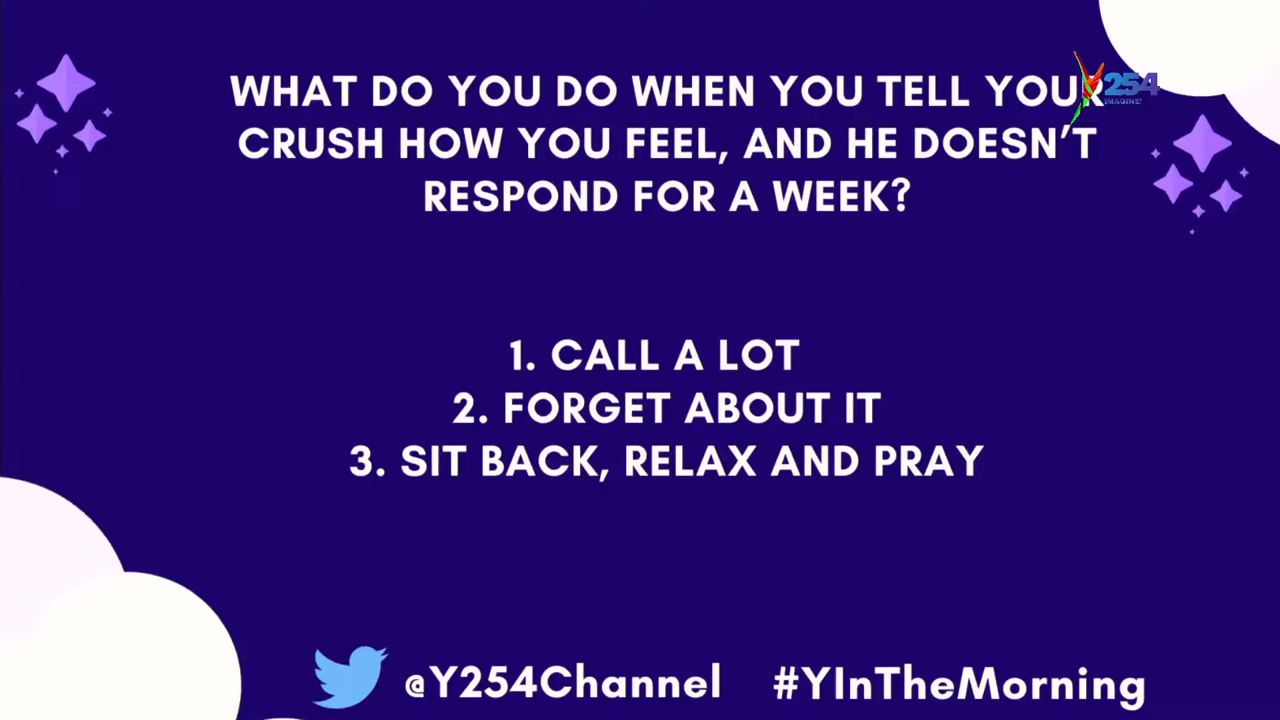 WHAT DO YOU DO WHEN YOU TELL YOUR
CRUSH HOW YOU FEEL, AND HE DOESN'T
RESPOND FOR A WEEK?
Y254
IMAGINE!
1. CALL A LOT
2. FORGET ABOUT IT
3. SIT BACK, RELAX AND PRAY
@Y254Channel #YInTheMorning